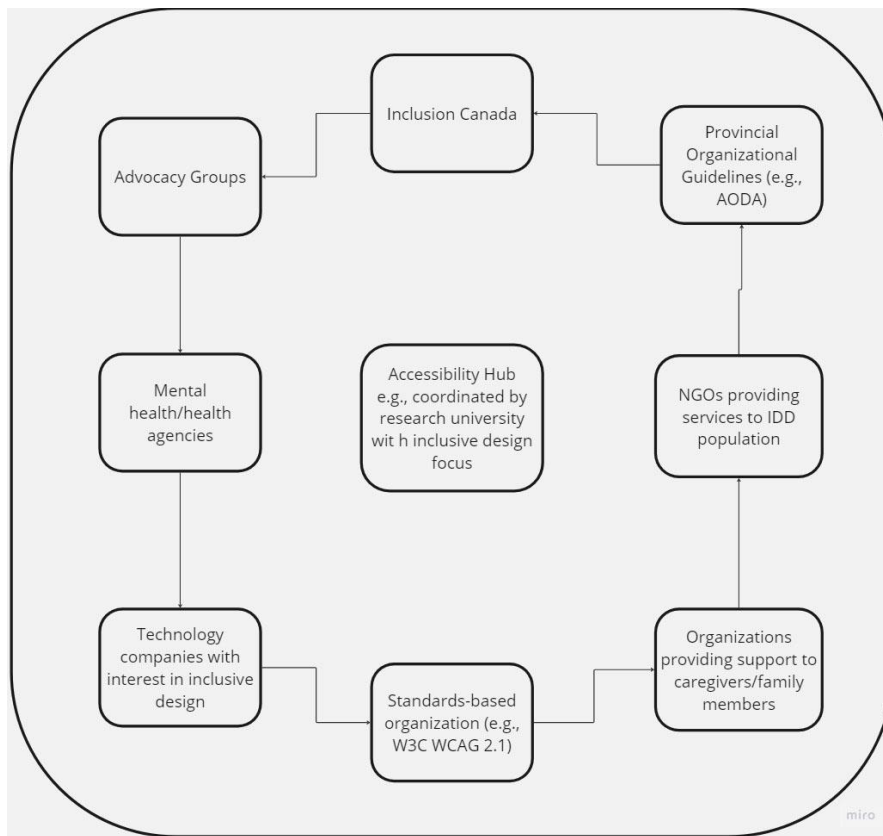 Inclusion Canada
Advocacy Groups
Provincial
Organizational
Guidelines (e.g.,
AODA)
Mental
health/health
agencies
Accessibility Hub
e.g., coordinated by
research university
wit h inclusive design
focus
NGOs providing
services to IDD
population
Technology
companies with
interest in inclusive
design
Standards-based
organization (e.g.,
W3C WCAG 2.1)
Organizations
providing support to
caregivers/family
members
miro